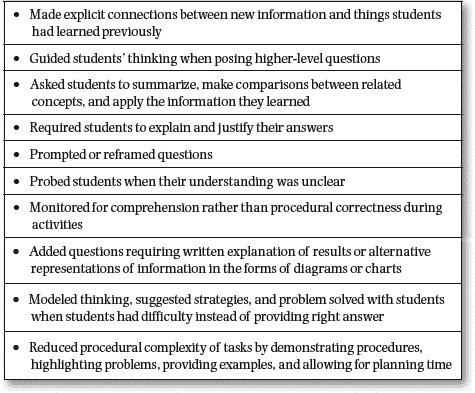 • Made explicit connections between new information and things students
had learned previously
• Guided students' thinking when posing higher-level questions
• Asked students to summarize, make comparisons between related
concepts, and apply the information they learned
• Required students to explain and justify their answers
• Prompted or reframed questions
• Probed students when their understanding was unclear
• Monitored for comprehension rather than procedural correctness during
activities
• Added questions requiring written explanation of results or alternative
representations of information in the forms of diagrams or charts
• Modeled thinking, suggested strategies, and problem solved with students
when students had difficulty instead of providing right answer
• Reduced procedural complexity of tasks by demonstrating procedures,
highlighting problems, providing examples, and allowing for planning time